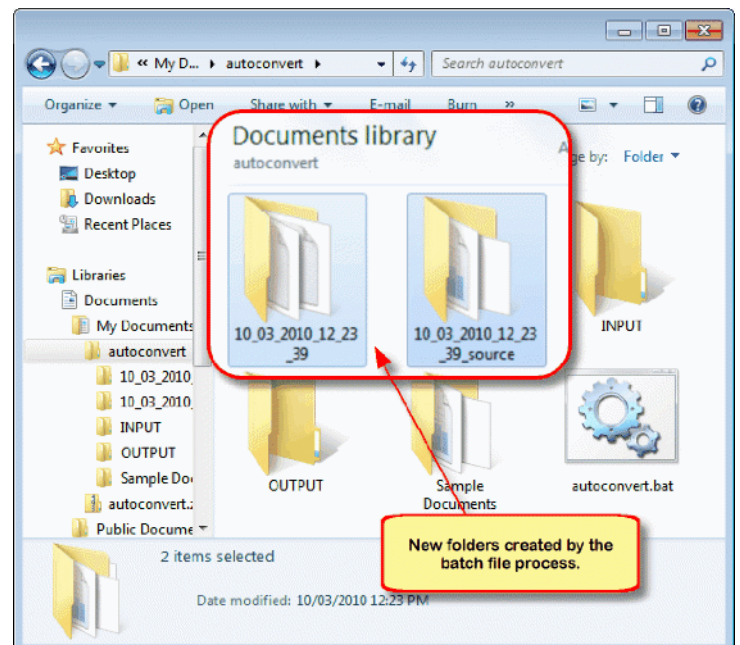 « My D... ▸ autoconvert ▸
Search autoconvert
Organize ▾ Open Share with ▾ E-mail Burn »
Documents library
autoconvert
ge by: Folder ▾
Favorites
Desktop
Downloads
Recent Places
Libraries
Documents
My Documents
autoconvert
10_03_2010_
10_03_2010_
INPUT
OUTPUT
Sample Do
autoconvert.z
Public Docume
10_03_2010_12_23
_39
10_03_2010_12_23
_39_source
INPUT
OUTPUT
Sample
Documents
autoconvert.bat
New folders created by the
batch file process.
2 items selected
Date modified: 10/03/2010 12:23 PM